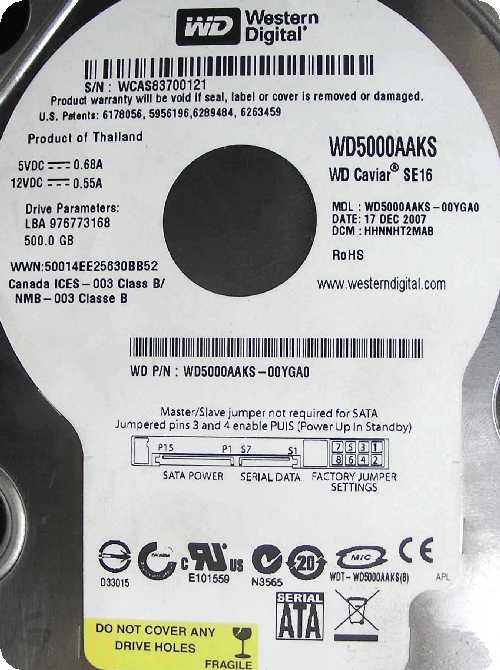 WD Western
Digital
S/N : WCAS83700121
Product warranty will be void if seal, label or cover is removed or damaged.
U.S. Patents: 6178056, 5956196,6289484, 6263459
Product of Thailand
5VDC 0.68A
12VDC 0.55A
Drive Parameters:
LBA 976773168
500.0 GB
WWN:50014EE25630BB52
Canada ICES-003 Class B/
NMB-003 Classe B
WD5000AAKS
WD Caviar® SE16
MDL : WD5000AAKS-00YGA0
DATE: 17 DEC 2007
DCM : HHNNHT2MAB
RoHS
www.westerndigital.com
WD P/N : WD5000AAKS-00YGA0
Master/Slave jumper not required for SATA
Jumpered pins 3 and 4 enable PUIS (Power Up In Standby)
P15 P1 S7 S1 7 5 3 1
8 6 4 2
SATA POWER SERIAL DATA FACTORY JUMPER
SETTINGS
c RU US 20 MIC CE
D33015 E101559 N3565 WDT-WD5000AAKS(B) APL
SERIAL
ATA
DO NOT COVER ANY
DRIVE HOLES
FRAGILE